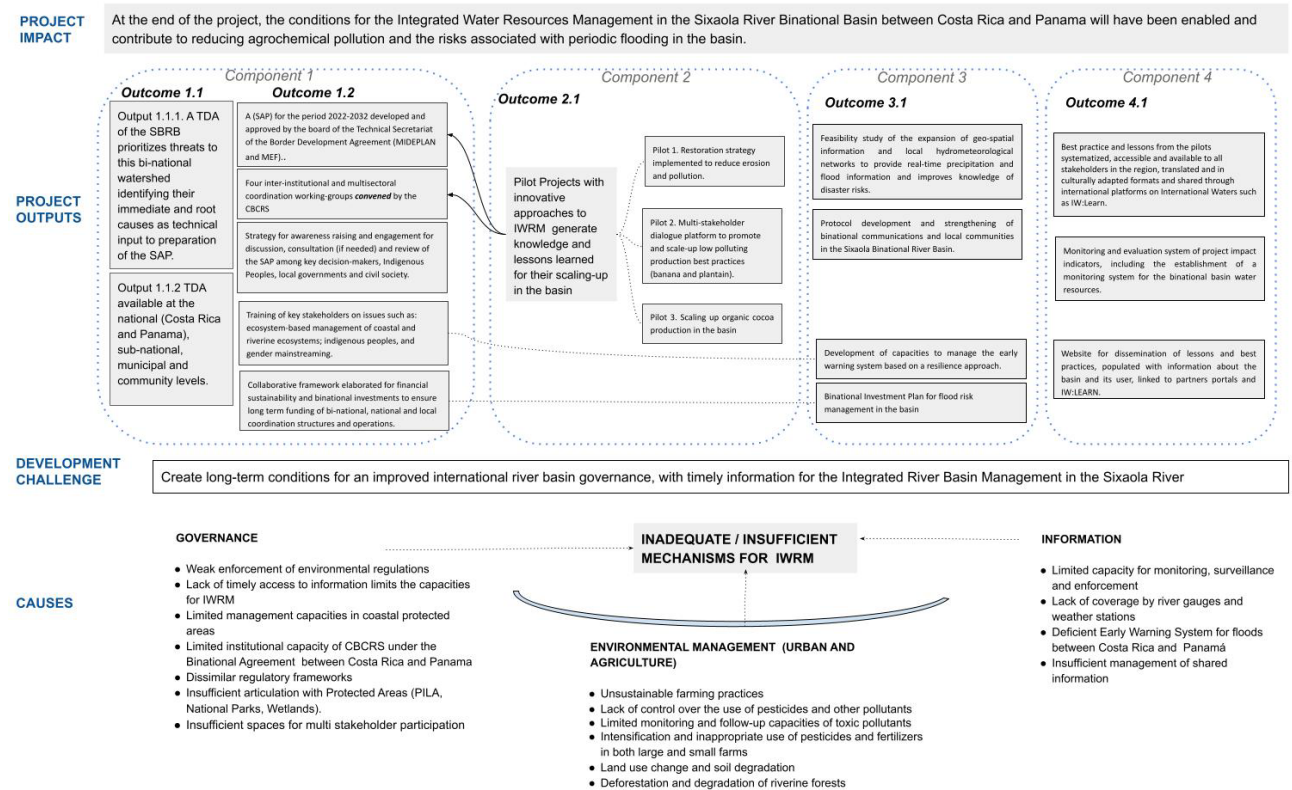 PROJECT
IMPACT
At the end of the project, the conditions for the Integrated Water Resources Management in the Sixaola River Binational Basin between Costa Rica and Panama will have been enabled and
contribute to reducing agrochemical pollution and the risks associated with periodic flooding in the basin.
PROJECT
OUTPUTS
Component 1
Outcome 1.1
Output 1.1.1. A TDA
of the SBRB
prioritizes threats to
this bi-national
watershed
identifying their
immediate and root
causes as technical
input to preparation
of the SAP.
Output 1.1.2 TDA
available at the
national (Costa Rica
and Panama),
sub-national,
municipal and
community levels.
Outcome 1.2
A (SAP) for the period 2022-2032 developed and
approved by the board of the Technical Secretariat
of the Border Development Agreement (MIDEPLAN
and MEF)..
Four inter-institutional and multisectoral
coordination working-groups convened by the
CBCRS
Strategy for awareness raising and engagement for
discussion, consultation (if needed) and review of
the SAP among key decision-makers, Indigenous
Peoples, local governments and civil society.
Training of key stakeholders on issues such as:
ecosystem-based management of coastal and
riverine ecosystems; indigenous peoples, and
gender mainstreaming.
Collaborative framework elaborated for financial
sustainability and binational investments to ensure
long term funding of bi-national, national and local
coordination structures and operations.
Component 2
Outcome 2.1
Pilot Projects with
innovative
approaches to
IWRM generate
knowledge and
lessons learned
for their scaling-up
in the basin
Pilot 1. Restoration strategy
implemented to reduce erosion
and pollution.
Pilot 2. Multi-stakeholder
dialogue platform to promote
and scale-up low polluting
production best practices
(banana and plantain).
Pilot 3. Scaling up organic cocoa
production in the basin
Component 3
Outcome 3.1
Feasibility study of the expansion of geo-spatial
information and local hydrometeorological
networks to provide real-time precipitation and
flood information and improves knowledge of
disaster risks.
Protocol development and strengthening of
binational communications and local communities
in the Sixaola Binational River Basin.
Development of capacities to manage the early
warning system based on a resilience approach.
Binational Investment Plan for flood risk
management in the basin
Component 4
Outcome 4.1
Best practice and lessons from the pilots
systematized, accessible and available to all
stakeholders in the region, translated and in
culturally adapted formats and shared through
international platforms on International Waters such
as IW:Learn.
Monitoring and evaluation system of project impact
indicators, including the establishment of a
monitoring system for the binational basin water
resources.
Website for dissemination of lessons and best
practices, populated with information about the
basin and its user, linked to partners portals and
IW:LEARN.
DEVELOPMENT
CHALLENGE
Create long-term conditions for an improved international river basin governance, with timely information for the Integrated River Basin Management in the Sixaola River
CAUSES
GOVERNANCE
● Weak enforcement of environmental regulations
● Lack of timely access to information limits the capacities
for IWRM
● Limited management capacities in coastal protected
areas
● Limited institutional capacity of CBCRS under the
Binational Agreement between Costa Rica and Panama
● Dissimilar regulatory frameworks
● Insufficient articulation with Protected Areas (PILA,
National Parks, Wetlands).
● Insufficient spaces for multi stakeholder participation
INADEQUATE / INSUFFICIENT
MECHANISMS FOR IWRM
ENVIRONMENTAL MANAGEMENT (URBAN AND
AGRICULTURE)
● Unsustainable farming practices
● Lack of control over the use of pesticides and other pollutants
● Limited monitoring and follow-up capacities of toxic pollutants
● Intensification and inappropriate use of pesticides and fertilizers
in both large and small farms
● Land use change and soil degradation
● Deforestation and degradation of riverine forests
INFORMATION
● Limited capacity for monitoring, surveillance
and enforcement
● Lack of coverage by river gauges and
weather stations
● Deficient Early Warning System for floods
between Costa Rica and Panamá
● Insufficient management of shared
information